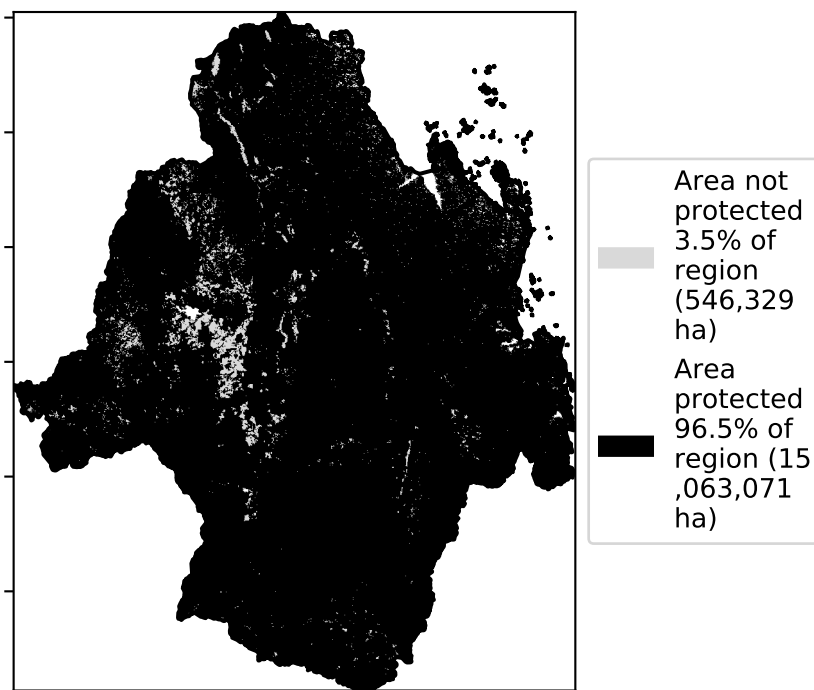 Area not
protected
3.5% of
region
(546,329
ha)
Area
protected
96.5% of
region (15
,063,071
ha)